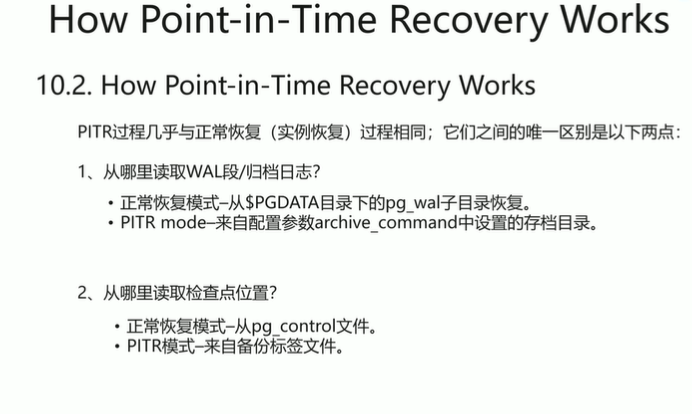 How Point-in-Time Recovery Works
10.2. How Point-in-Time Recovery Works
PITR过程几乎与正常恢复（实例恢复）过程相同；它们之间的唯一区别是以下两点：
1、从哪里读取WAL段/归档日志？
• 正常恢复模式–从$PGDATA目录下的pg_wal子目录恢复。
• PITR mode–来自配置参数archive_command中设置的存档目录。
2、从哪里读取检查点位置？
• 正常恢复模式–从pg_control文件。
• PITR模式–来自备份标签文件。